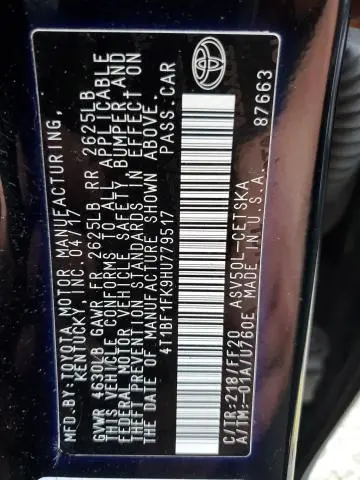 MFD. BY: TOYOTA MOTOR MANUFACTURING,
KENTUCKY, INC. 04/17
GVWR 4630LB GAWR FR 2625LB RR 2625LB
THIS VEHICLE CONFORMS TO ALL APPLICABLE
FEDERAL MOTOR VEHICLE SAFETY, BUMPER, AND
THEFT PREVENTION STANDARDS IN EFFECT ON
THE DATE OF MANUFACTURE SHOWN ABOVE.
4T1BF1FK9HU779517 PASS.CAR
C/TR:218/FF20 ASV50L-CETSKA
A/TM:-01A/U760E MADE IN U.S.A.
87663